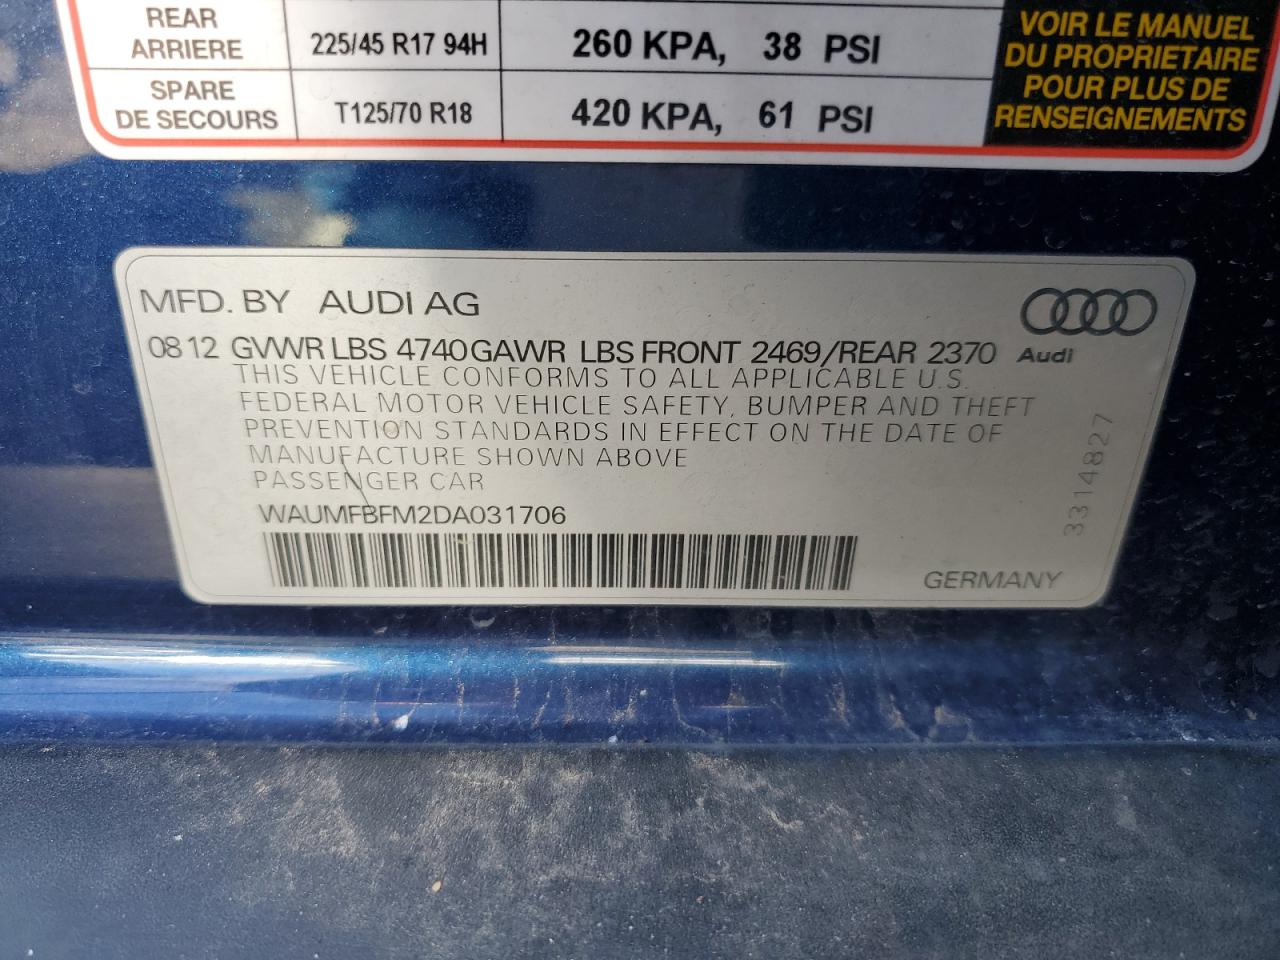 REAR
ARRIERE 225/45 R17 94H 260 KPA, 38 PSI
SPARE
DE SECOURS T125/70 R18 420 KPA, 61 PSI
VOIR LE MANUEL
DU PROPRIETAIRE
POUR PLUS DE
RENSEIGNEMENTS
MFD. BY AUDI AG
0812 GVWR LBS 4740 GAWR LBS FRONT 2469/REAR 2370
Audi
THIS VEHICLE CONFORMS TO ALL APPLICABLE U.S.
FEDERAL MOTOR VEHICLE SAFETY, BUMPER AND THEFT
PREVENTION STANDARDS IN EFFECT ON THE DATE OF
MANUFACTURE SHOWN ABOVE
PASSENGER CAR
WAUMFBFM2DA031706
GERMANY
3314827